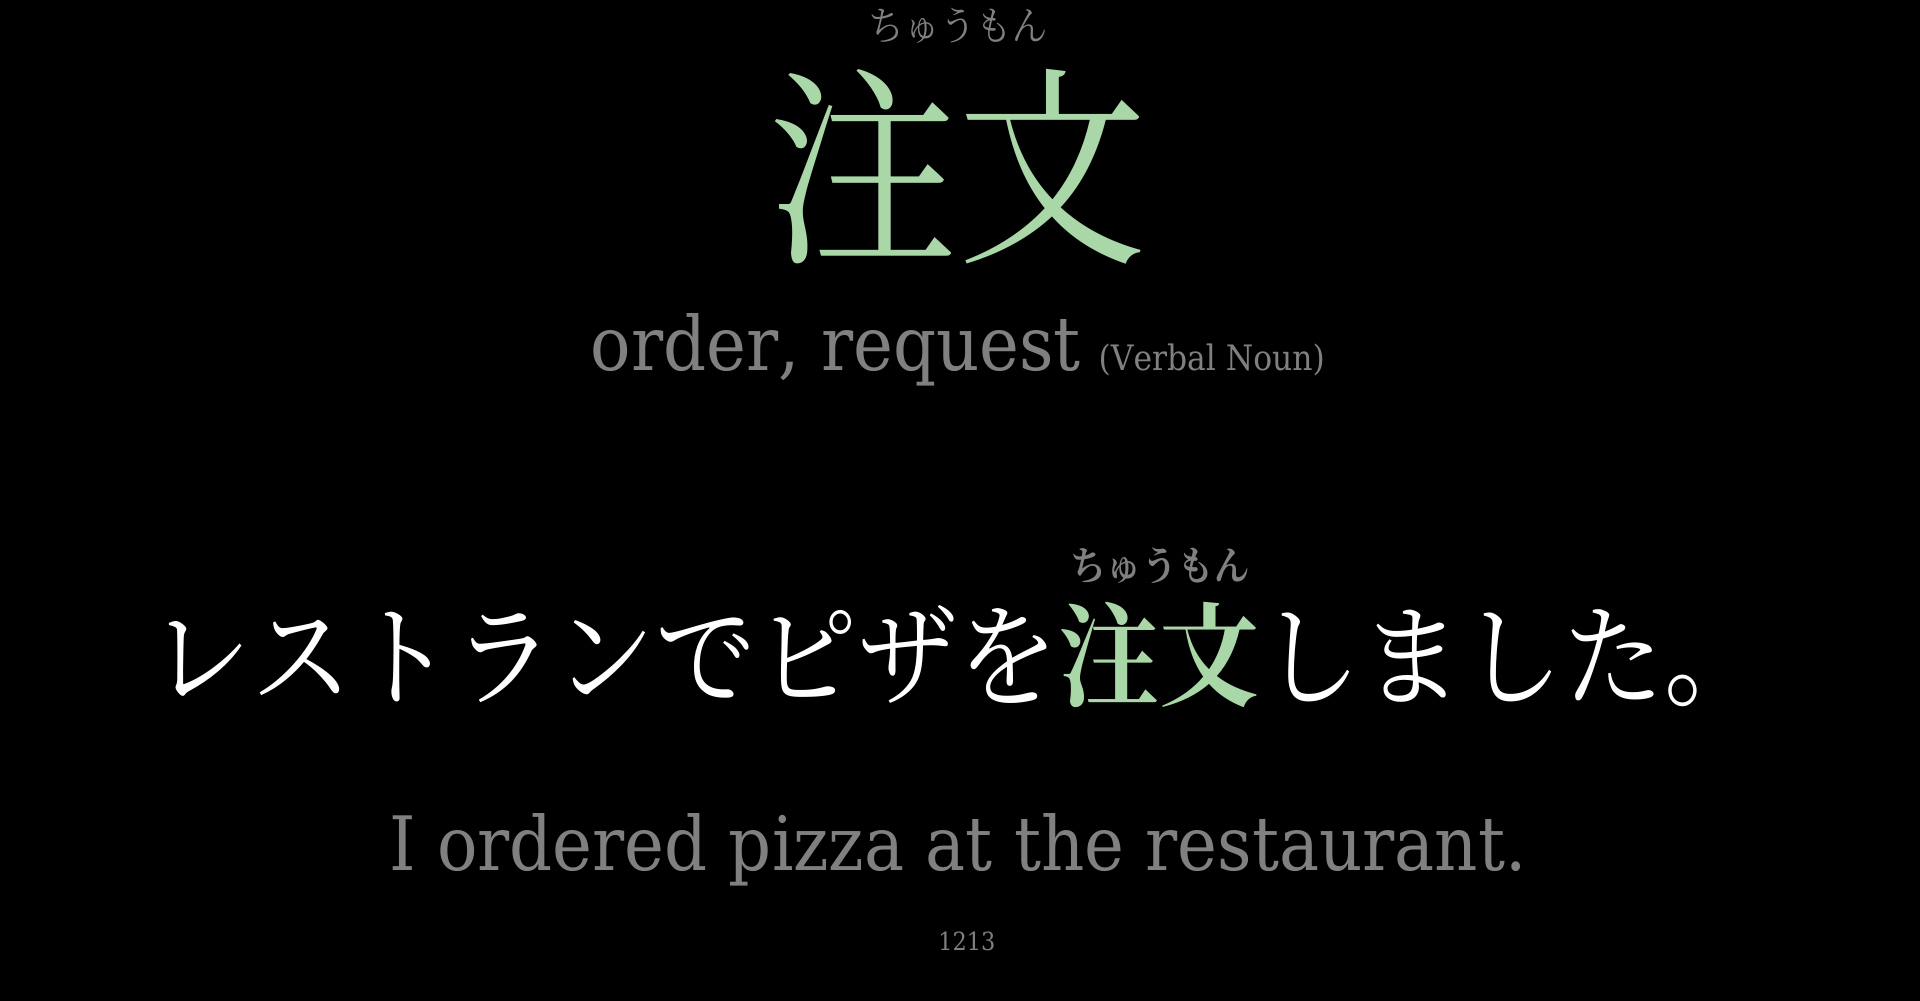 ちゅうもん
注文
order, request (Verbal Noun)
ちゅうもん
レストランでピザを注文しました。
I ordered pizza at the restaurant.
1213